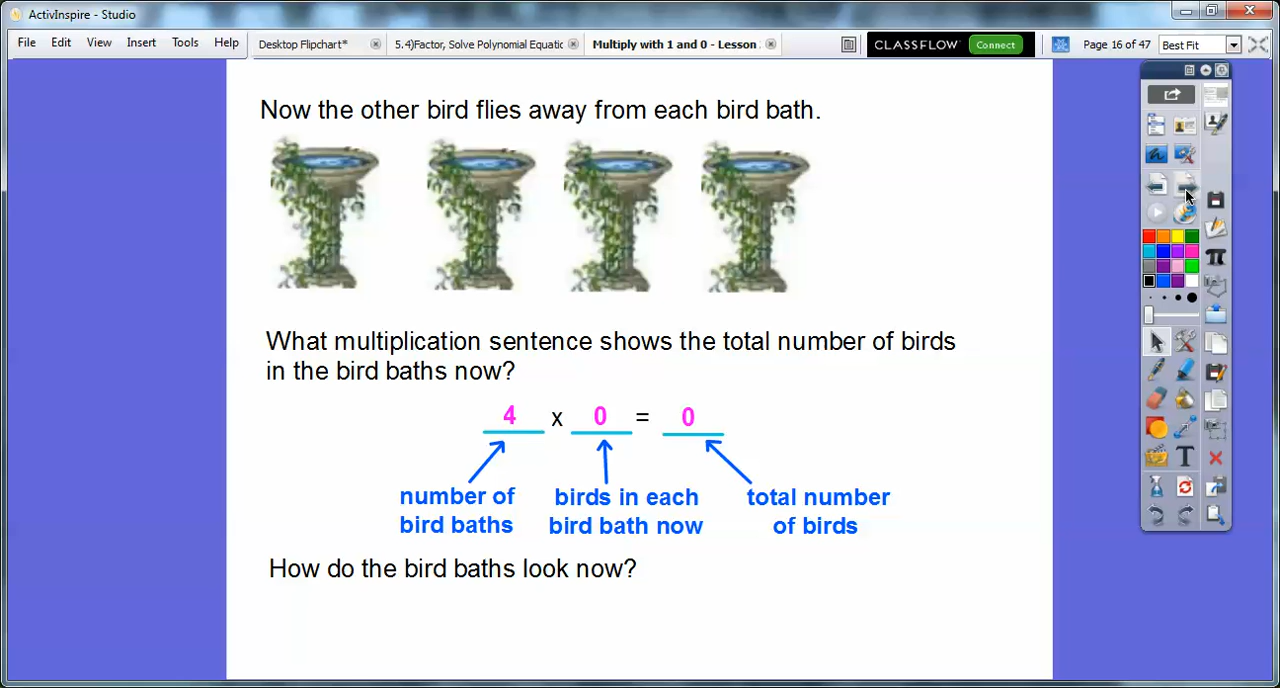 ActivInspire - Studio
File Edit View Insert Tools Help
Desktop Flipchart* 5.4)Factor, Solve Polynomial Equatic Multiply with 1 and 0 - Lesson
CLASSFLOW Connect Page 16 of 47 Best Fit
Now the other bird flies away from each bird bath.
What multiplication sentence shows the total number of birds
in the bird baths now?
4 x 0 = 0
number of bird baths
birds in each bird bath now
total number of birds
How do the bird baths look now?